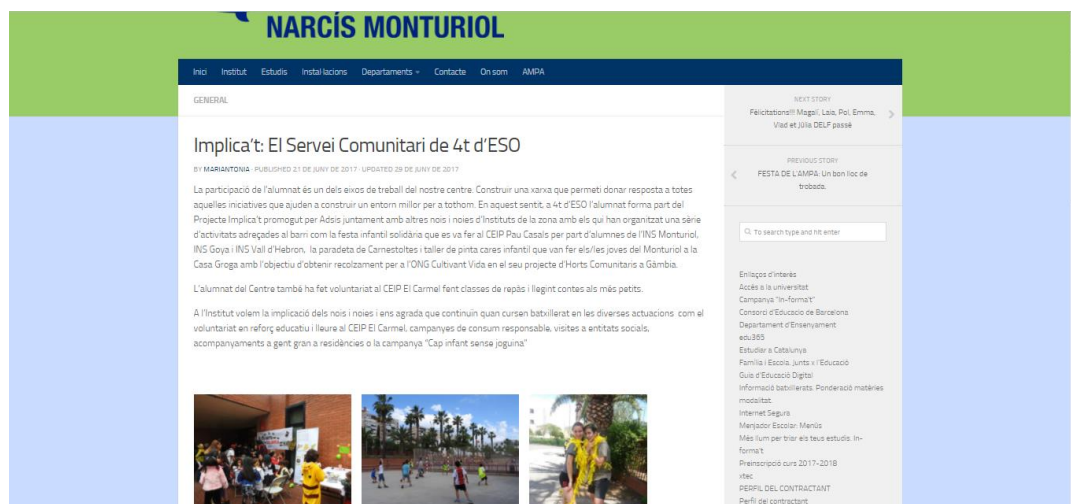 NARCÍS MONTURIOL
Inici Institut Estudis Instal·lacions Departaments Contacte On som AMPA
GENERAL
Implica't: El Servei Comunitari de 4t d'ESO
BY MARIANTONIA · PUBLISHED 21 DE JUNY DE 2017 · UPDATED 29 DE JUNY DE 2017
La participació de l'alumnat és un dels eixos de treball del nostre centre. Construir una xarxa que permeti donar resposta a totes
aquelles iniciatives que ajuden a construir un entorn millor per a tothom. En aquest sentit, a 4t d'ESO l'alumnat forma part del
Projecte Implica't promogut per Adsis juntament amb altres nois i noies d'Instituts de la zona amb els qui han organitzat una sèrie
d'activitats adreçades al barri com la festa infantil solidària que es va fer al CEIP Pau Casals per part d'alumnes de l'INS Monturiol,
INS Goya i INS Vall d'Hebron, la paradeta de Carnestoltes i taller de pinta cares infantil que van fer els/les joves del Monturiol a la
Casa Groga amb l'objectiu d'obtenir recolzament per a l'ONG Cultivant Vida en el seu projecte d'Horts Comunitaris a Gàmbia.
L'alumnat del Centre també ha fet voluntariat al CEIP El Carmel fent classes de repàs i llegint contes als més petits.
A l'Institut volem la implicació dels nois i noies i ens agrada que continuïn quan cursen batxillerat en les diverses actuacions com el
voluntariat en reforç educatiu i lleure al CEIP El Carmel, campanyes de consum responsable, visites a entitats socials,
acompanyaments a gent gran a residències o la campanya "Cap infant sense joguina"
NEXT STORY
Félicitations!!! Magalí, Laia, Pol, Emma,
Vlad et Júlia DELF passé
PREVIOUS STORY
FESTA DE L'AMPA: Un bon lloc de
trobada.
To search type and hit enter
Enllaços d'interès
Accés a la universitat
Campanya "In-forma't"
Consorci d'Educacio de Barcelona
Departament d'Ensenyament
edu365
Estudiar a Catalunya
Família i Escola. Junts x l'Educació
Guia d'Educació Digital
Informació batxillerats. Ponderació matèries
modalitat.
Internet Segura
Menjador Escolar: Menús
Més llum per triar els teus estudis. In-
forma't
Preinscripció curs 2017-2018
xtec
PERFIL DEL CONTRACTANT
Perfil del contractant